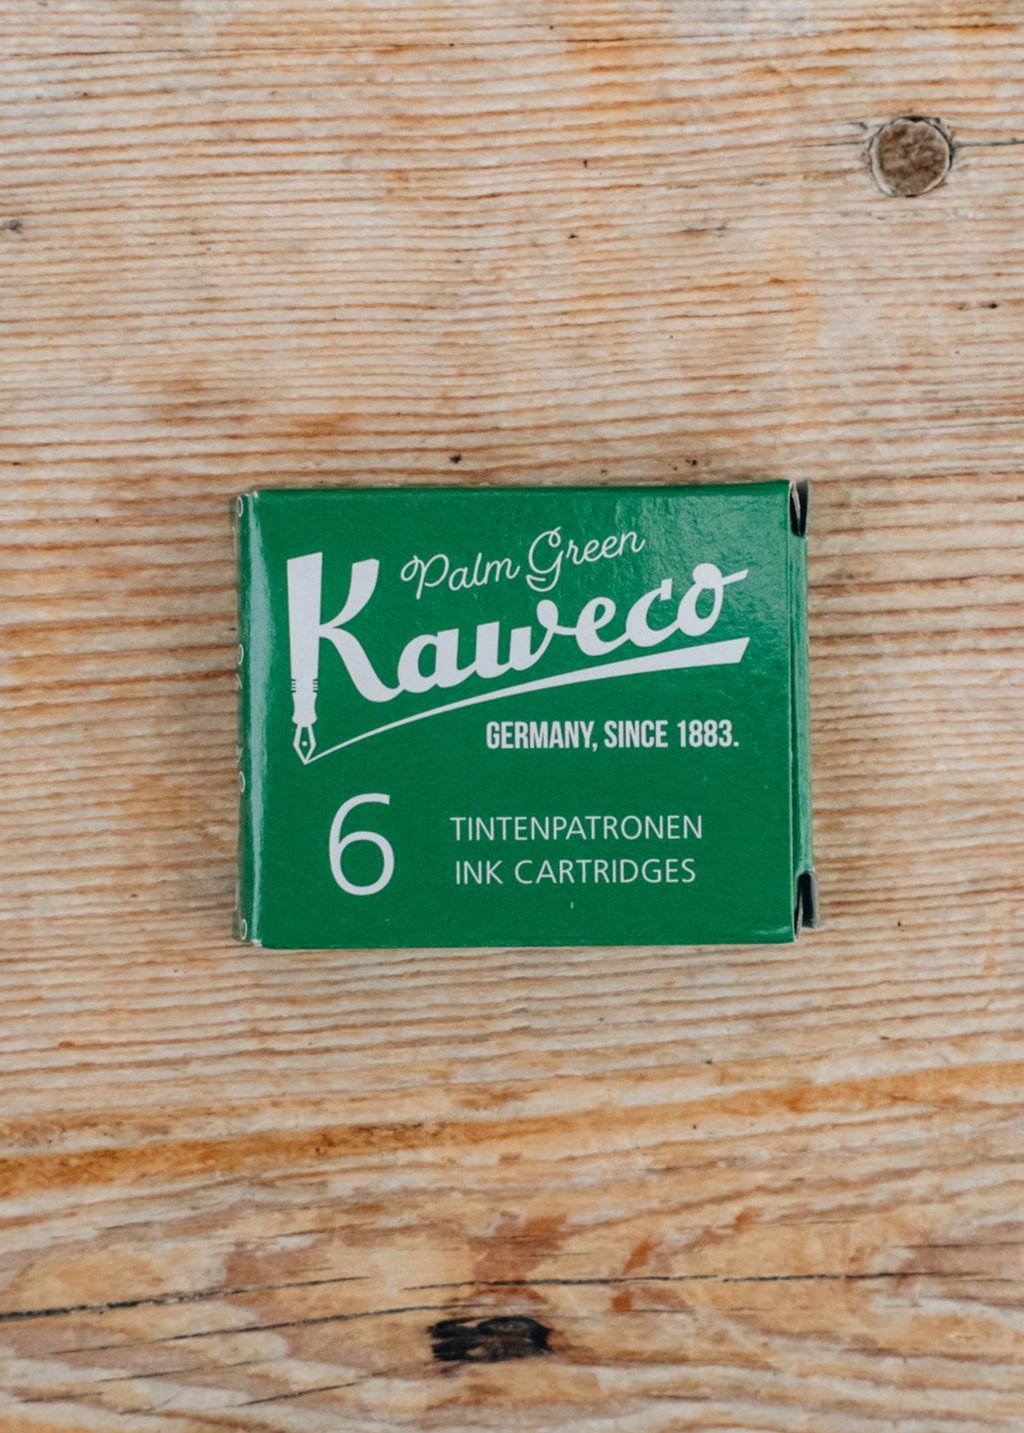 Palm Green
Kaweco
GERMANY, SINCE 1883.
6
TINTENPATRONEN
INK CARTRIDGES